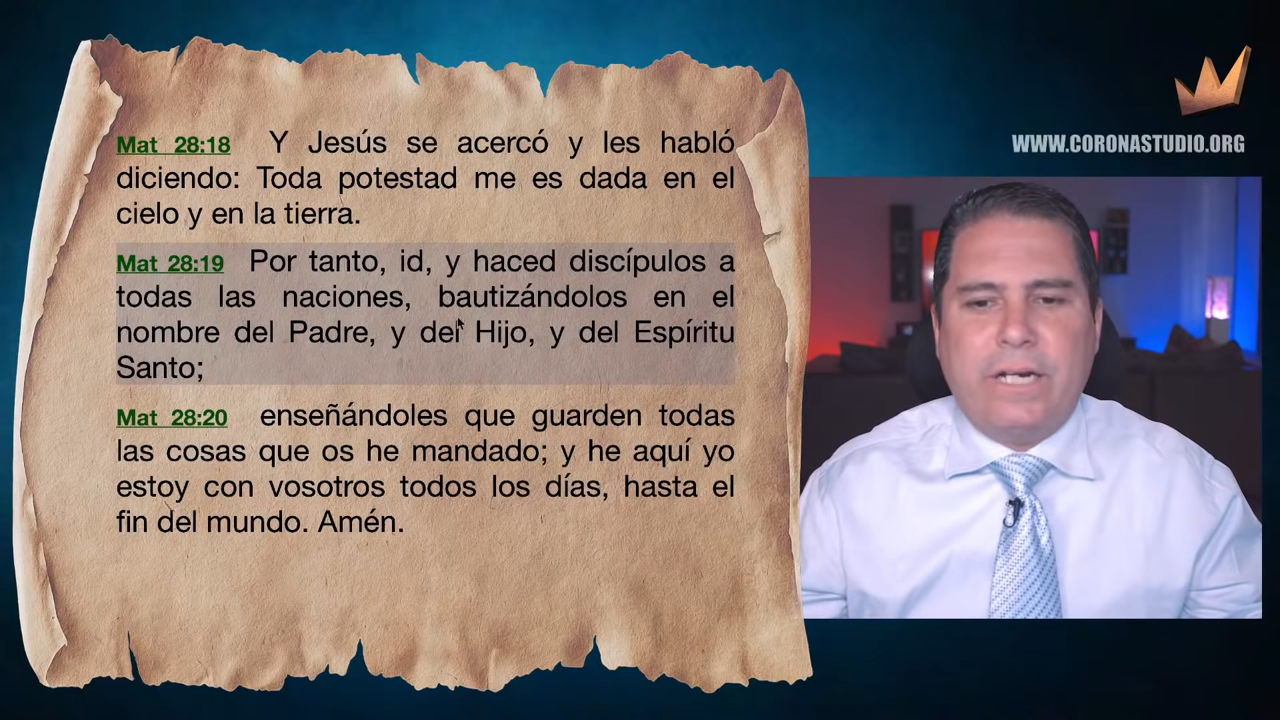 Mat 28:18 Y Jesús se acercó y les habló
diciendo: Toda potestad me es dada en el
cielo y en la tierra.
Mat 28:19 Por tanto, id, y haced discípulos a
todas las naciones, bautizándolos en el
nombre del Padre, y del Hijo, y del Espíritu
Santo;
Mat 28:20 enseñándoles que guarden todas
las cosas que os he mandado; y he aquí yo
estoy con vosotros todos los días, hasta el
fin del mundo. Amén.
WWW.CORONASTUDIO.ORG